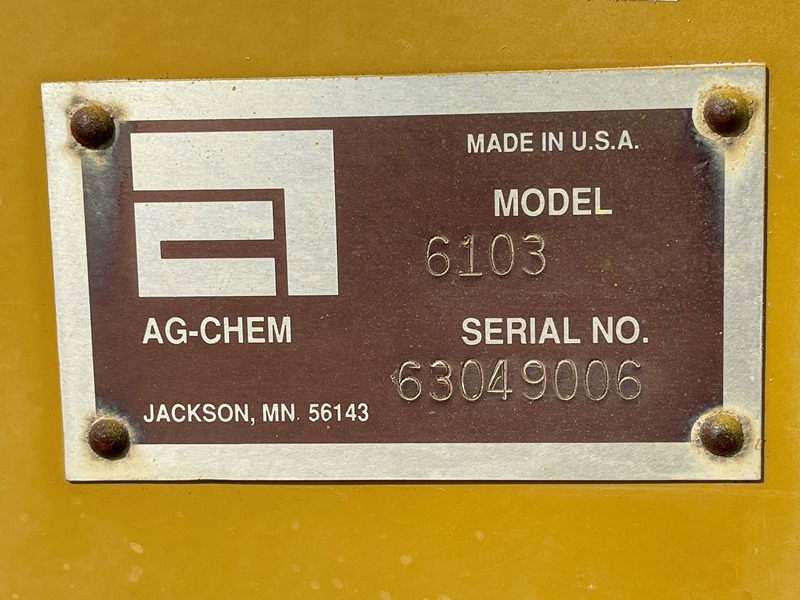 MADE IN U.S.A.
MODEL
6103
AG-CHEM
SERIAL NO.
63049006
JACKSON, MN. 56143